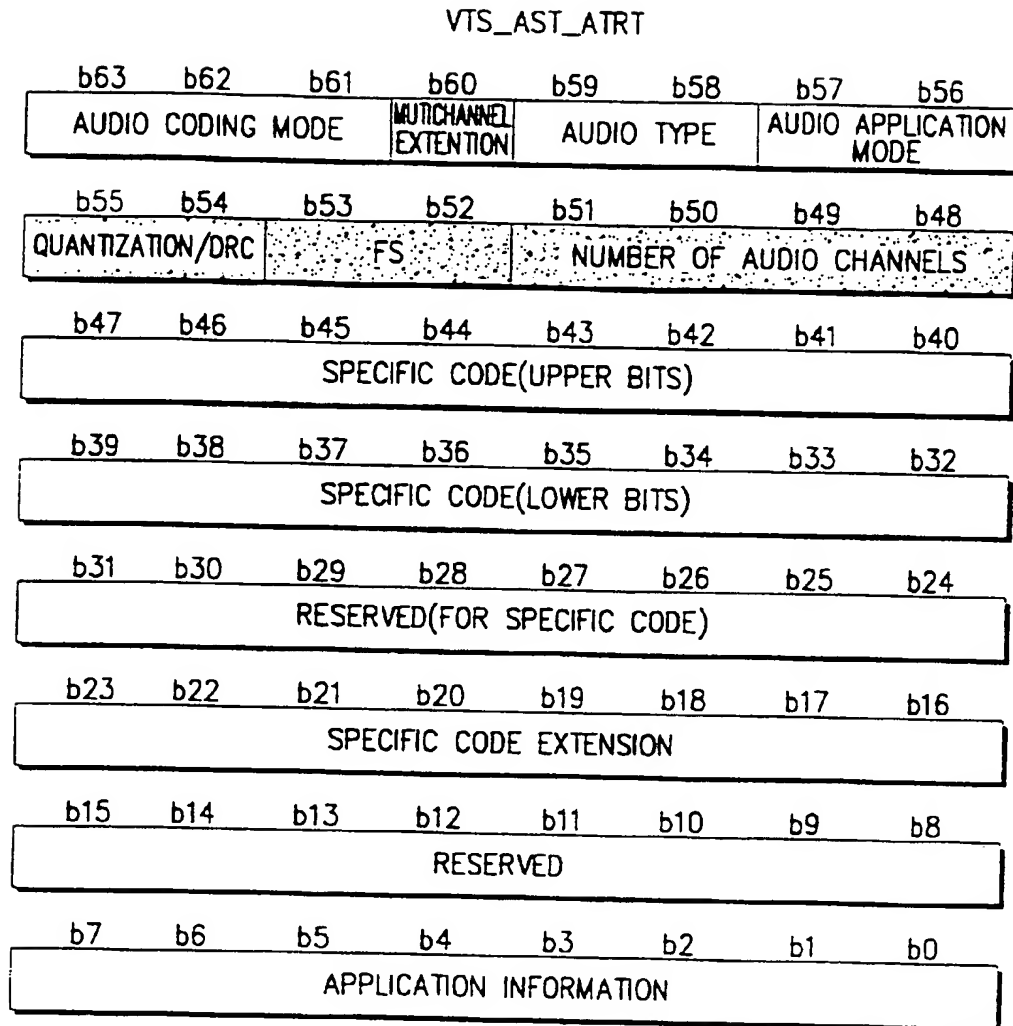 VTS_AST_ATRT
b63 b62 b61 b60 b59 b58 b57 b56
AUDIO CODING MODE MUTICHANNEL EXTENTION AUDIO TYPE AUDIO APPLICATION MODE
b55 b54 b53 b52 b51 b50 b49 b48
QUANTIZATION/DRC FS NUMBER OF AUDIO CHANNELS
b47 b46 b45 b44 b43 b42 b41 b40
SPECIFIC CODE(UPPER BITS)
b39 b38 b37 b36 b35 b34 b33 b32
SPECIFIC CODE(LOWER BITS)
b31 b30 b29 b28 b27 b26 b25 b24
RESERVED(FOR SPECIFIC CODE)
b23 b22 b21 b20 b19 b18 b17 b16
SPECIFIC CODE EXTENSION
b15 b14 b13 b12 b11 b10 b9 b8
RESERVED
b7 b6 b5 b4 b3 b2 b1 b0
APPLICATION INFORMATION